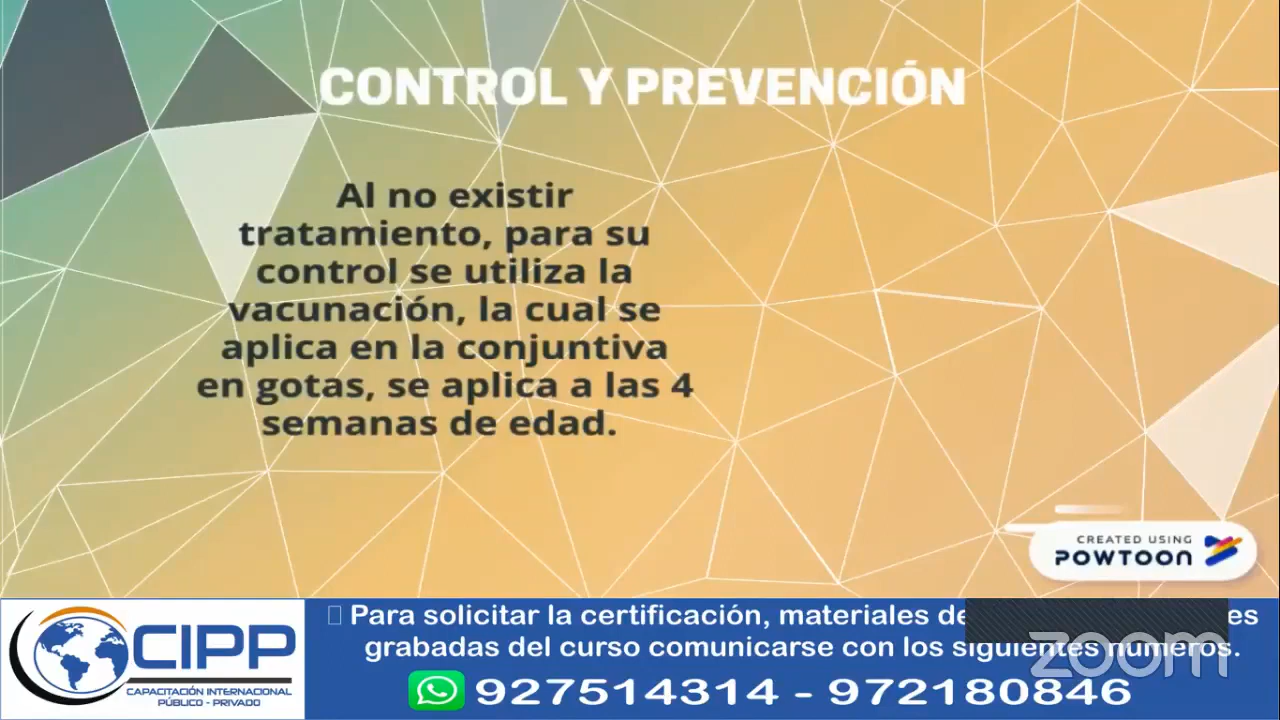 CONTROL Y PREVENCIÓN
Al no existir
tratamiento, para su
control se utiliza la
vacunación, la cual se
aplica en la conjuntiva
en gotas, se aplica a las 4
semanas de edad.
CREATED USING
POWTOON
CIPP
CAPACITACIÓN INTERNACIONAL
PÚBLICO - PRIVADO
Para solicitar la certificación, materiales
grabadas del curso comunicarse con los siguientes números.
927514314 - 972180846
zoom